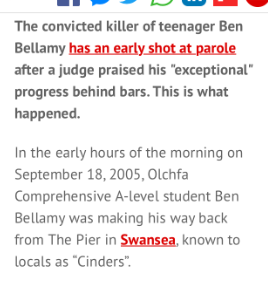 The convicted killer of teenager Ben
Bellamy has an early shot at parole
after a judge praised his "exceptional"
progress behind bars. This is what
happened.
In the early hours of the morning on
September 18, 2005, Olchfa
Comprehensive A-level student Ben
Bellamy was making his way back
from The Pier in Swansea, known to
locals as “Cinders”.